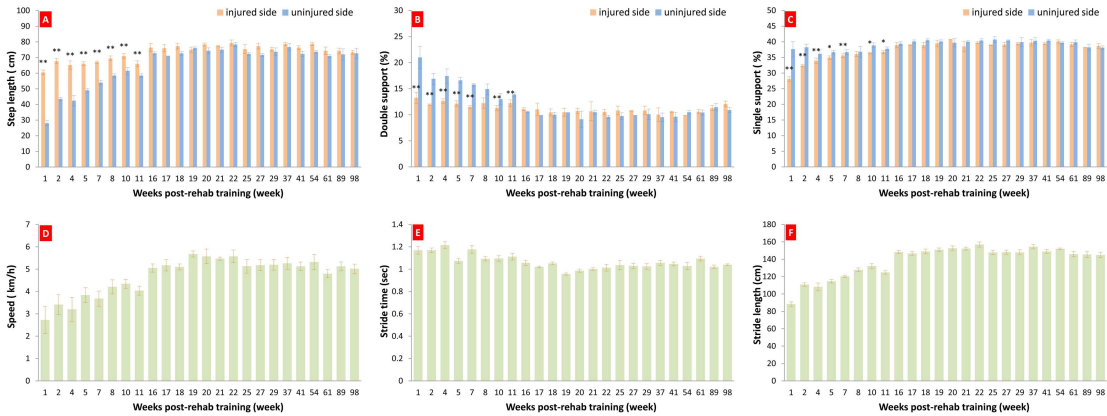 A
injured side uninjured side
Step length ( cm)
100
90
80
70
60
50
40
30
20
10
0
** ** ** ** ** ** ** **
1 2 4 5 7 8 10 11 16 17 18 19 20 21 22 25 27 29 37 41 54 61 89 98
Weeks post-rehab training (week)
B
injured side uninjured side
Double support (%)
30
25
20
15
10
5
0
** ** ** ** ** ** **
1 2 4 5 7 8 10 11 16 17 18 19 20 21 22 25 27 29 37 41 54 61 89 98
Weeks post-rehab training (week)
C
injured side uninjured side
Single support ( %)
50
45
40
35
30
25
20
15
10
5
0
** ** ** * ** * *
1 2 4 5 7 8 10 11 16 17 18 19 20 21 22 25 27 29 37 41 54 61 89 98
Weeks post-rehab training (week)
D
Speed ( km/h)
7
6
5
4
3
2
1
0
1 2 4 5 7 8 10 11 16 17 18 19 20 21 22 25 27 29 37 41 54 61 89 98
Weeks post-rehab training (week)
E
Stride time (sec)
1.4
1.2
1
0.8
0.6
0.4
0.2
0
1 2 4 5 7 8 10 11 16 17 18 19 20 21 22 25 27 29 37 41 54 61 89 98
Weeks post-rehab training (week)
F
Stride length (cm)
180
160
140
120
100
80
60
40
20
0
1 2 4 5 7 8 10 11 16 17 18 19 20 21 22 25 27 29 37 41 54 61 89 98
Weeks post-rehab training (week)